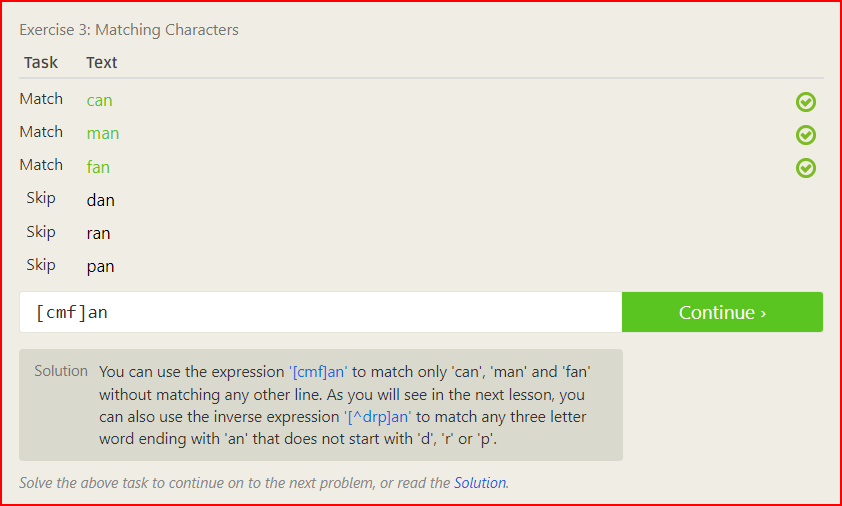 Exercise 3: Matching Characters
Task Text
Match can
Match man
Match fan
Skip dan
Skip ran
Skip pan
[cmf]an Continue ›
Solution You can use the expression '[cmf]an' to match only 'can', 'man' and 'fan'
without matching any other line. As you will see in the next lesson, you
can also use the inverse expression '[^drp]an' to match any three letter
word ending with 'an' that does not start with 'd', 'r' or 'p'.
Solve the above task to continue on to the next problem, or read the Solution.